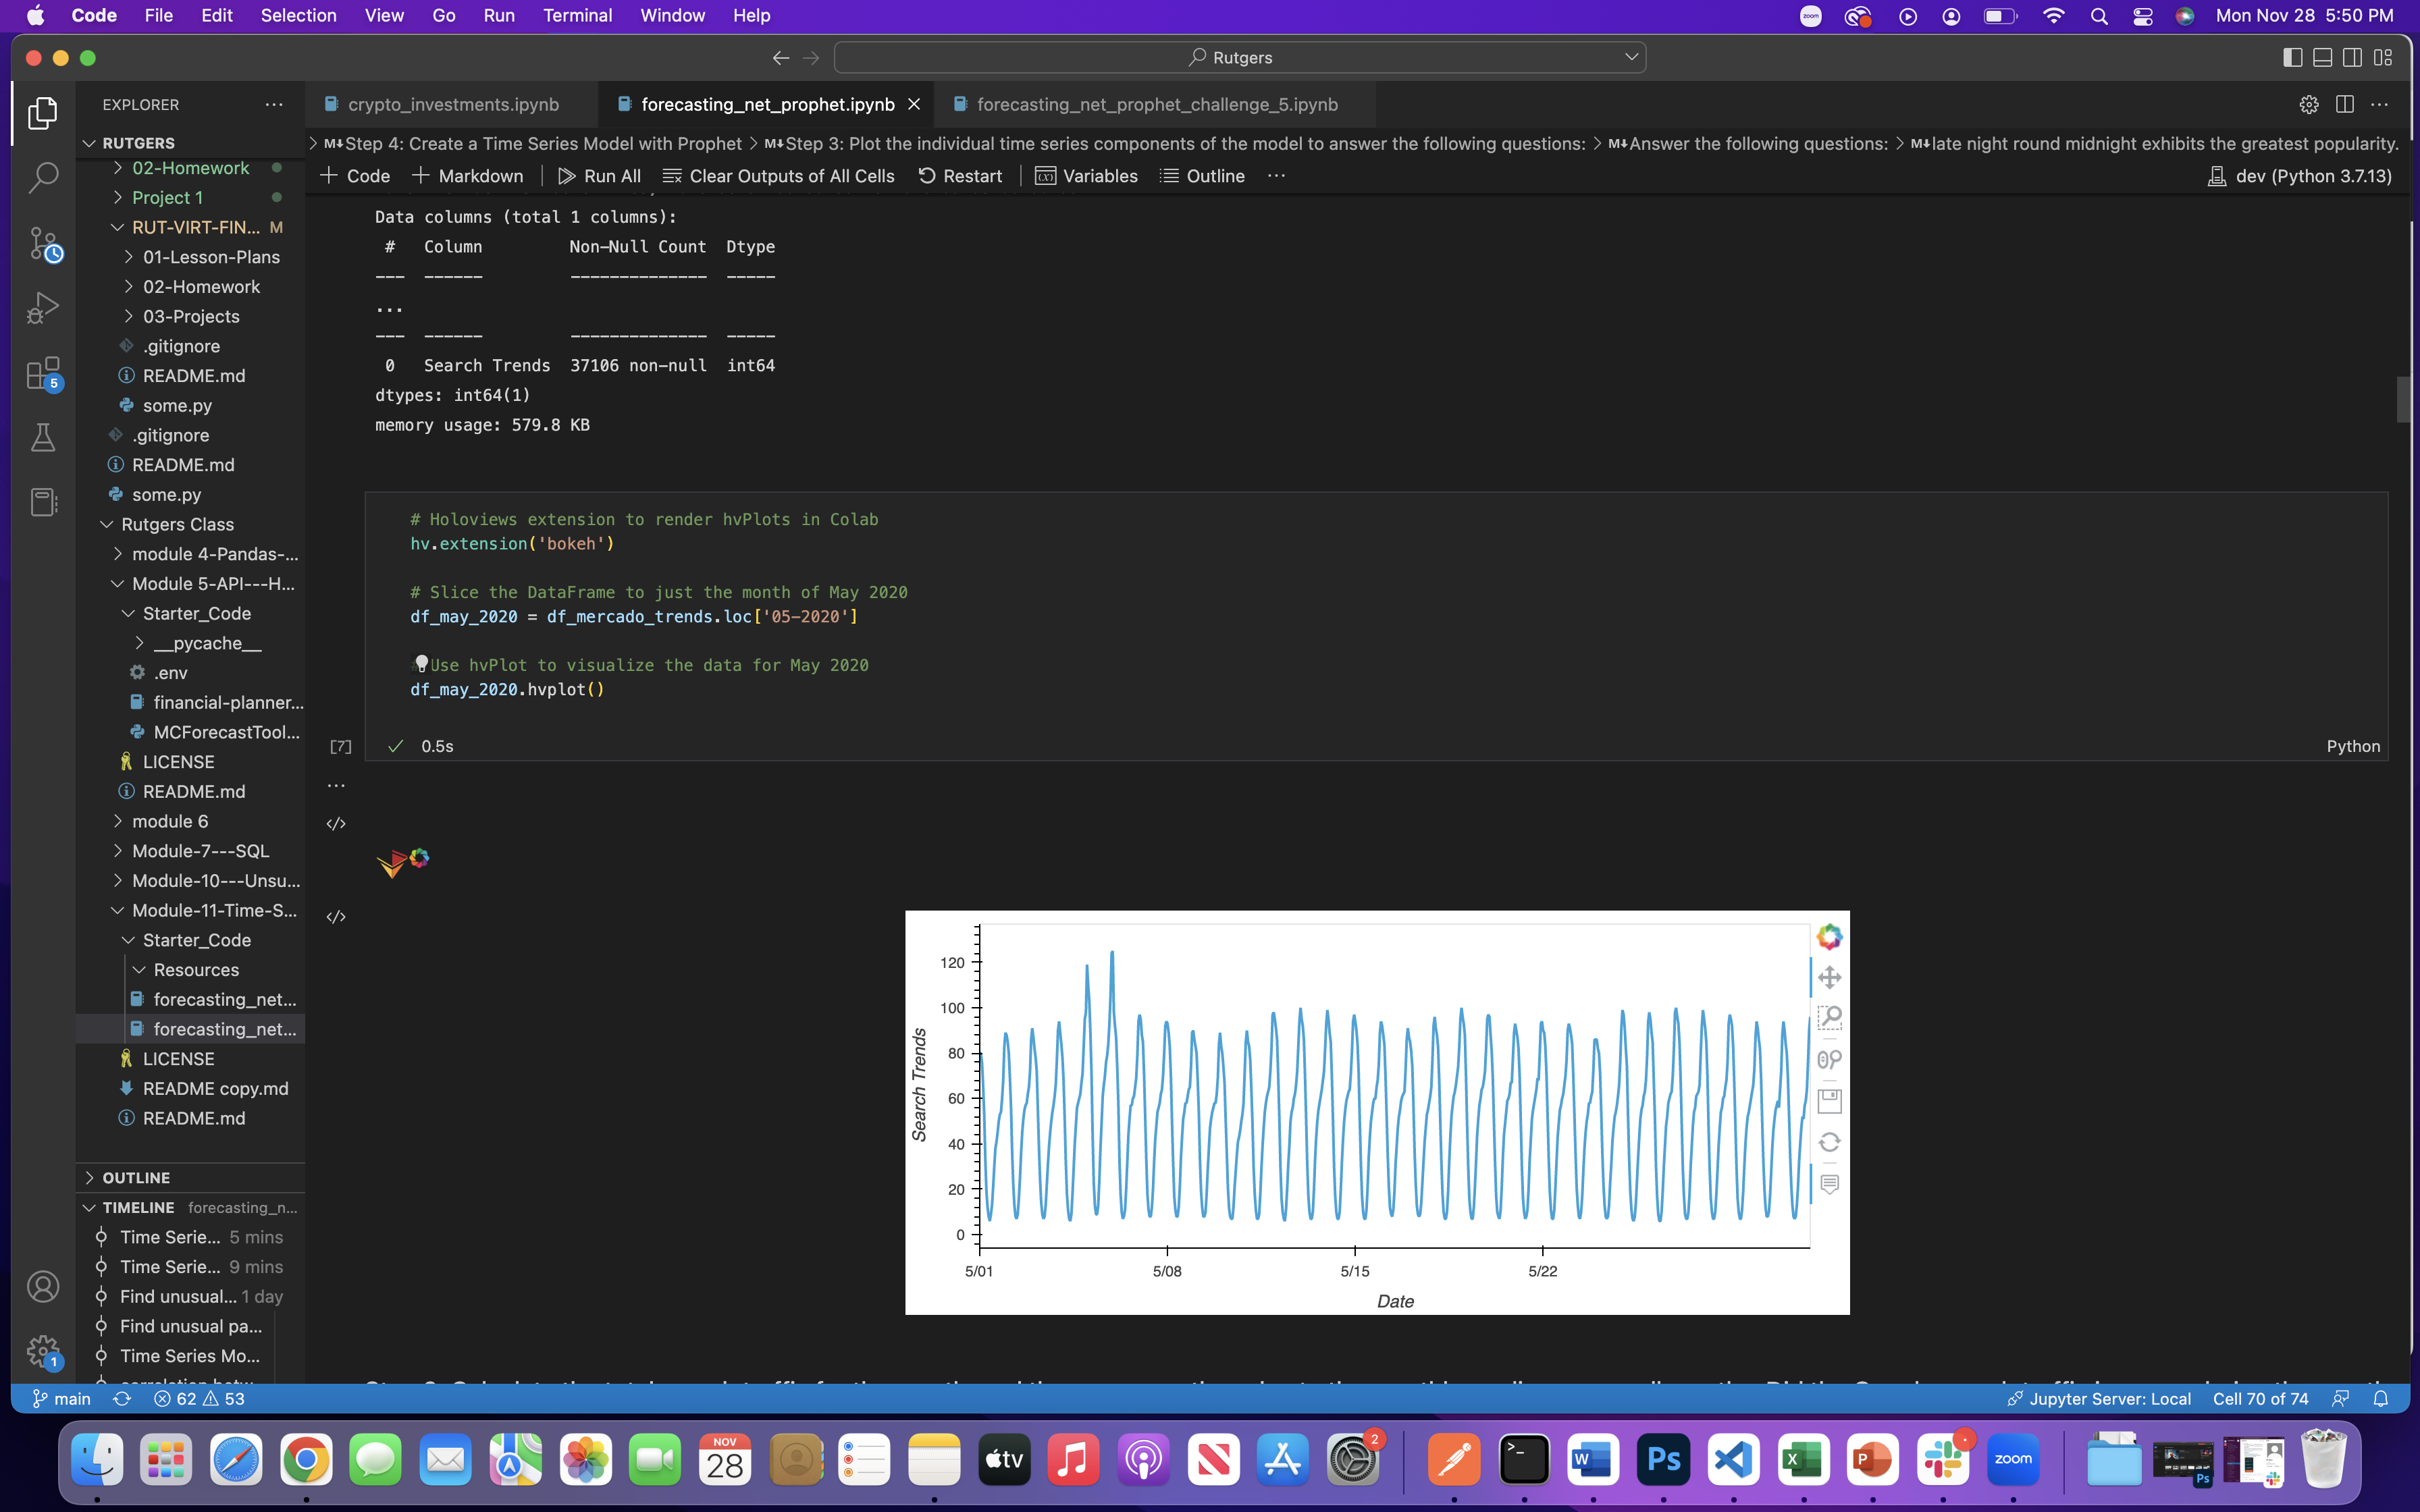 Code File Edit Selection View Go Run Terminal Window Help
zoom
Mon Nov 28 5:50 PM
Rutgers
EXPLORER
crypto_investments.ipynb
forecasting_net_prophet.ipynb
forecasting_net_prophet_challenge_5.ipynb
RUTGERS
M↓Step 4: Create a Time Series Model with Prophet > M↓Step 3: Plot the individual time series components of the model to answer the following questions: > M↓Answer the following questions: > M↓late night round midnight exhibits the greatest popularity.
Code Markdown Run All Clear Outputs of All Cells Restart Variables Outline ...
dev (Python 3.7.13)
02-Homework
Project 1
RUT-VIRT-FIN... M
01-Lesson-Plans
02-Homework
03-Projects
.gitignore
README.md
some.py
.gitignore
README.md
some.py
Rutgers Class
module 4-Pandas-...
Module 5-API---H...
Starter_Code
__pycache__
.env
financial-planner...
MCForecastTool...
LICENSE
README.md
module 6
Module-7---SQL
Module-10---Unsu...
Module-11-Time-S...
Starter_Code
Resources
forecasting_net...
forecasting_net...
LICENSE
README copy.md
README.md
OUTLINE
TIMELINE forecasting_n...
Time Serie... 5 mins
Time Serie... 9 mins
Find unusual... 1 day
Find unusual pa...
Time Series Mo...
5
1
Data columns (total 1 columns):
# Column Non-Null Count Dtype
--- ------ -------------- -----
...
--- ------ -------------- -----
0 Search Trends 37106 non-null int64
dtypes: int64(1)
memory usage: 579.8 KB
# Holoviews extension to render hvPlots in Colab
hv.extension('bokeh')
# Slice the DataFrame to just the month of May 2020
df_may_2020 = df_mercado_trends.loc['05-2020']
Use hvPlot to visualize the data for May 2020
df_may_2020.hvplot()
[7]
0.5s
Python
...
</>
</>
Search Trends
120
100
80
60
40
20
0
5/01 5/08 5/15 5/22
Date
main 62 53
Jupyter Server: Local Cell 70 of 74
NOV
28
tv
2
W
Ps
X
P
zoom
Ps